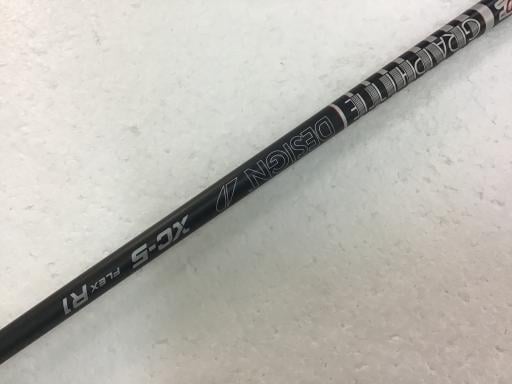 GRAPHITE DESIGN
XC-5 FLEX R1